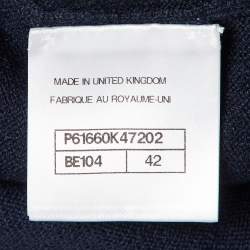 MADE IN UNITED KINGDOM
FABRIQUE AU ROYAUME-UNI
P61660K47202
BE104 42